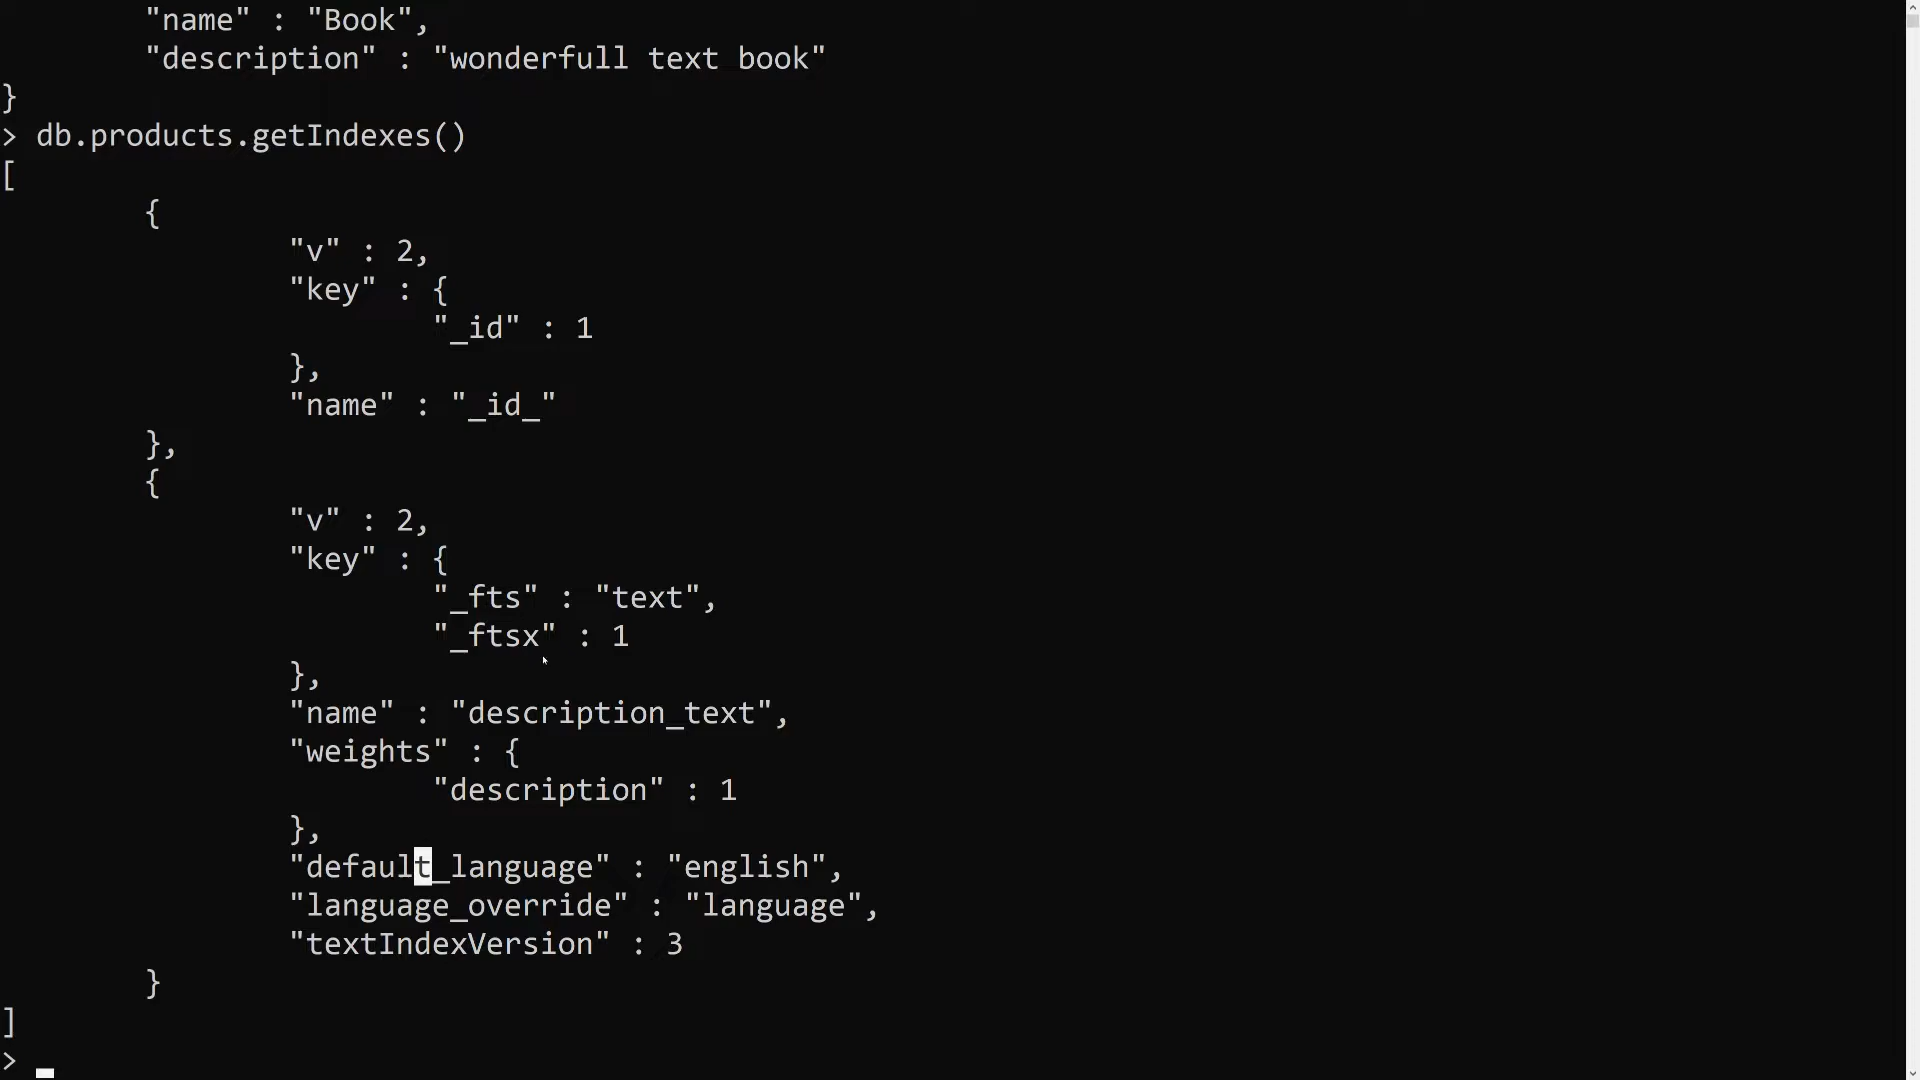 "name" : "Book",
"description" : "wonderfull text book"
}
> db.products.getIndexes()
[
{
"v" : 2,
"key" : {
"_id" : 1
},
"name" : "_id_"
},
{
"v" : 2,
"key" : {
"_fts" : "text",
"_ftsx" : 1
},
"name" : "description_text",
"weights" : {
"description" : 1
},
"default_language" : "english",
"language_override" : "language",
"textIndexVersion" : 3
}
]
>